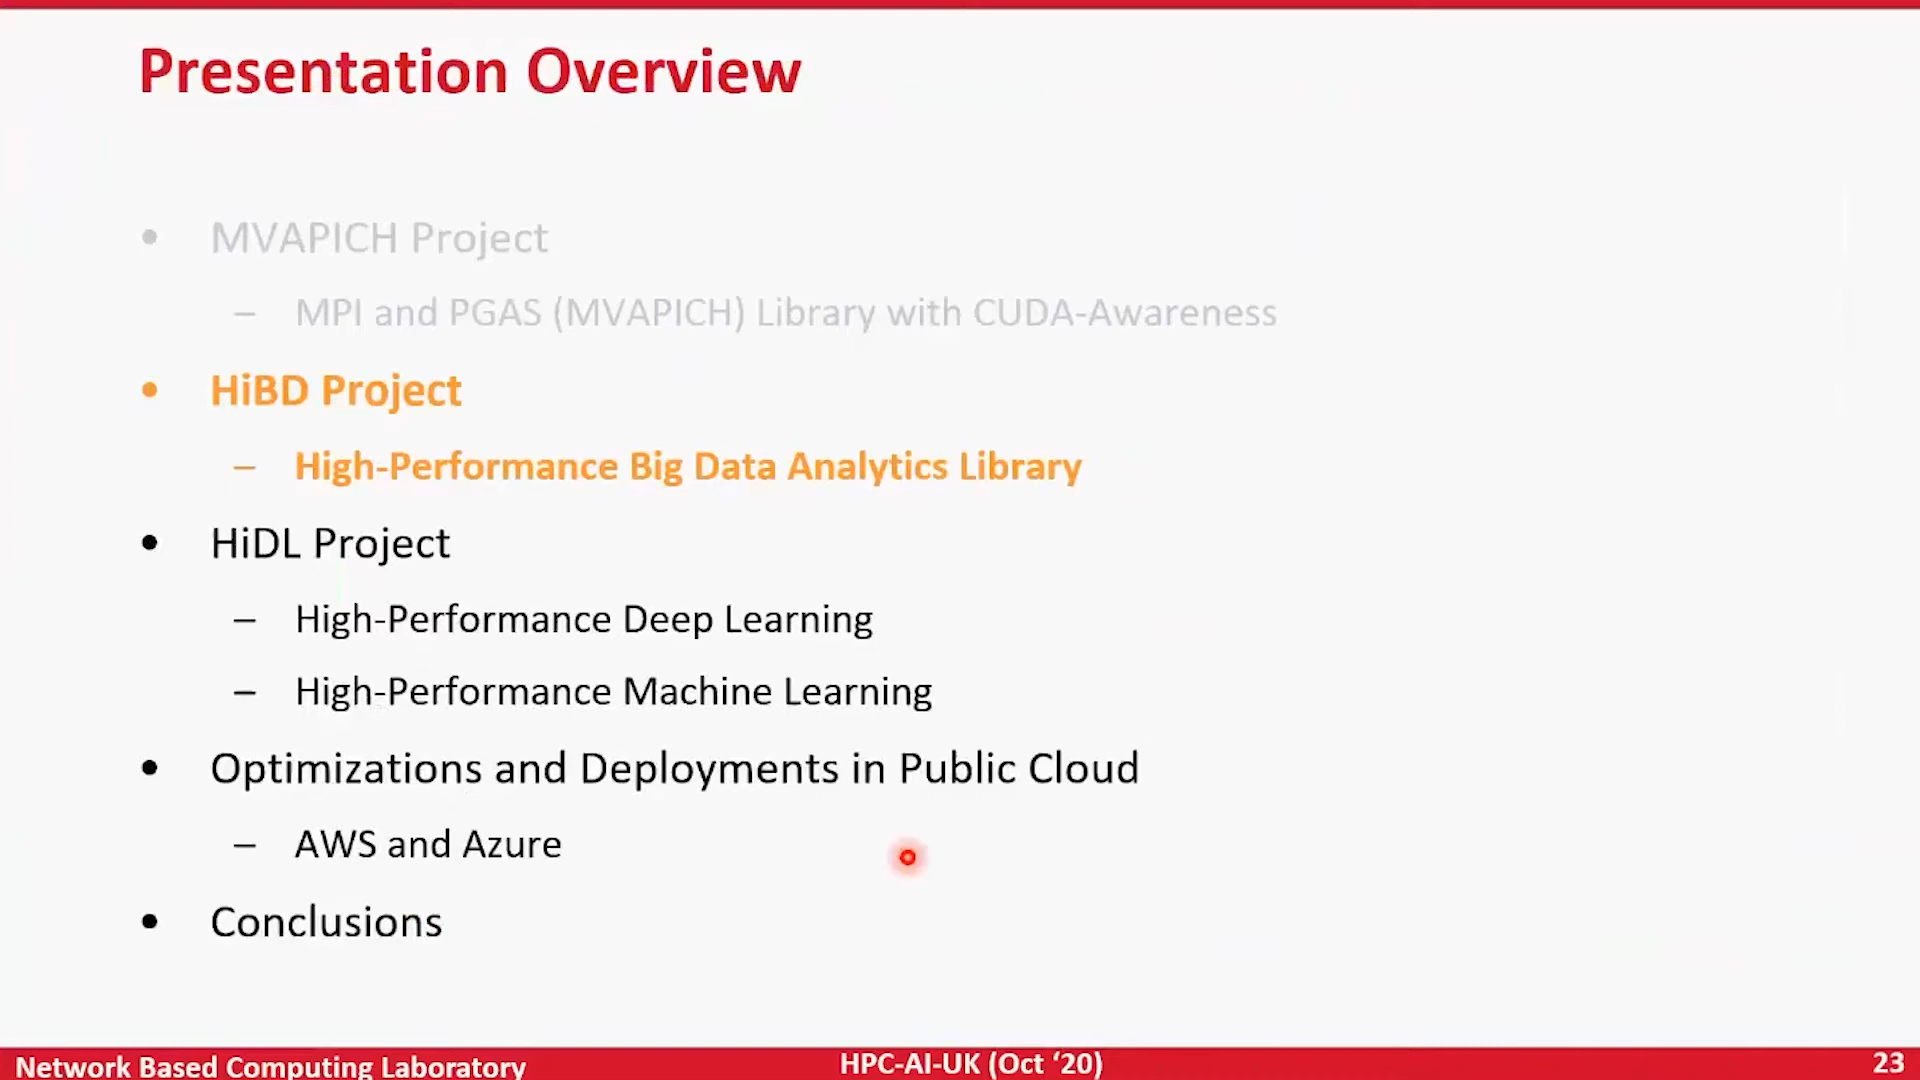 Presentation Overview
• MVAPICH Project
– MPI and PGAS (MVAPICH) Library with CUDA-Awareness
• HiBD Project
– High-Performance Big Data Analytics Library
• HiDL Project
– High-Performance Deep Learning
– High-Performance Machine Learning
• Optimizations and Deployments in Public Cloud
– AWS and Azure
• Conclusions
Network Based Computing Laboratory
HPC-AI-UK (Oct ‘20)
23